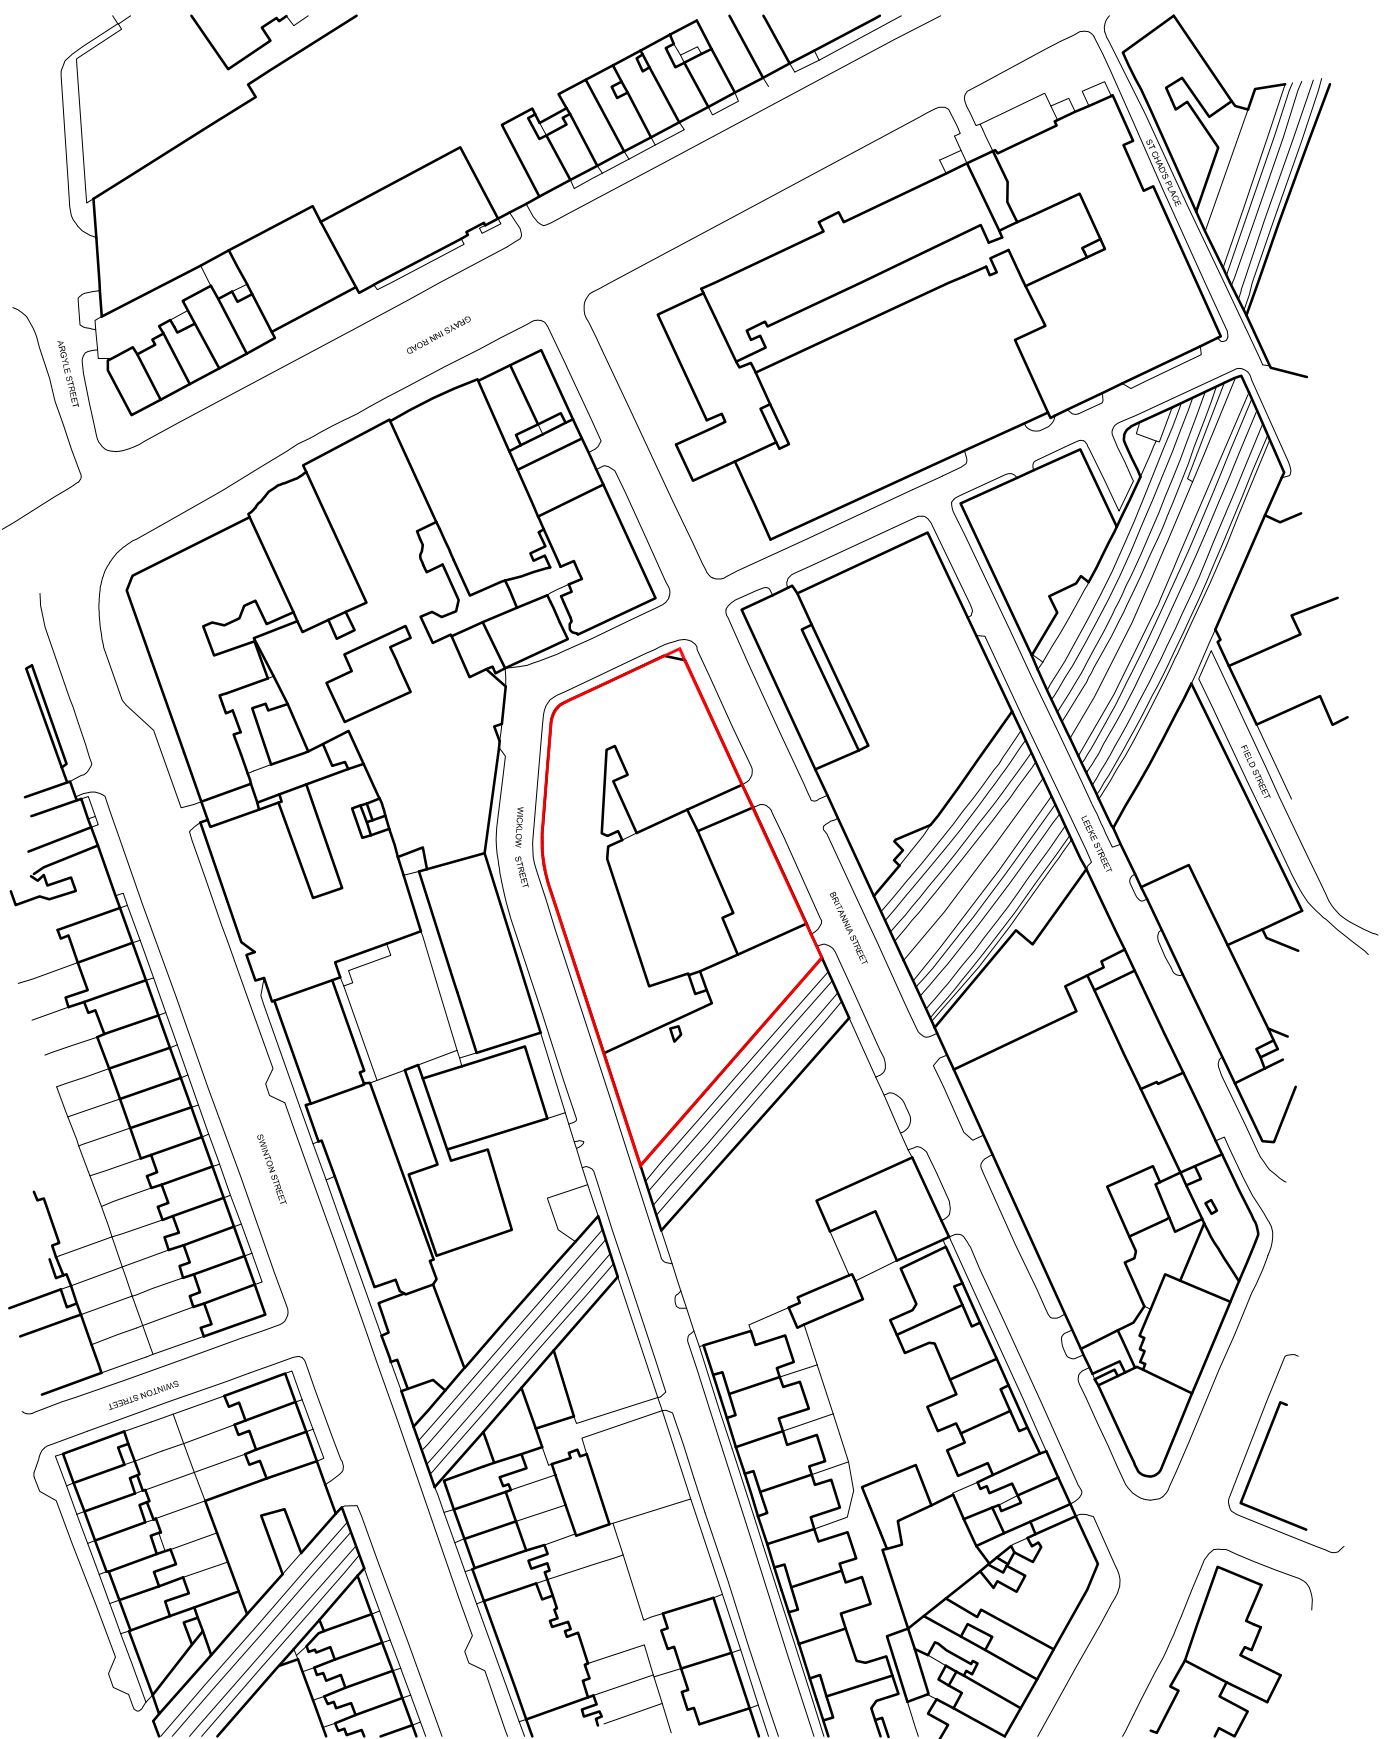 ST CHAD'S PLACE
GRAYS INN ROAD
ARGYLE STREET
FIELD STREET
WICKLOW STREET
LEEKE STREET
BRITANNIA STREET
SWINTON STREET
SWINTON STREET